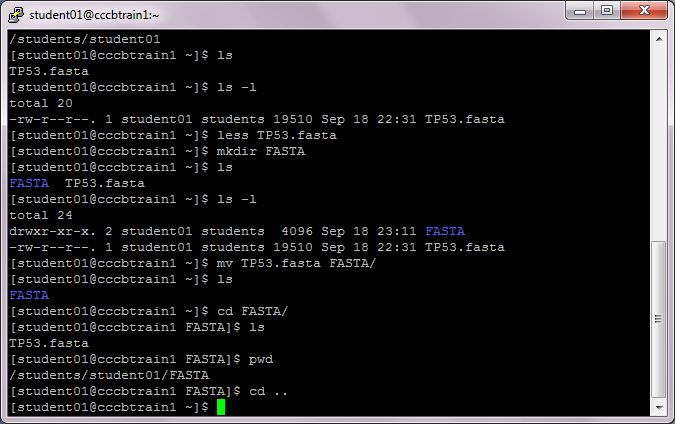 student01@cccbtrain1:~
/students/student01
[student01@cccbtrain1 ~]$ ls
TP53.fasta
[student01@cccbtrain1 ~]$ ls -l
total 20
-rw-r--r--. 1 student01 students 19510 Sep 18 22:31 TP53.fasta
[student01@cccbtrain1 ~]$ less TP53.fasta
[student01@cccbtrain1 ~]$ mkdir FASTA
[student01@cccbtrain1 ~]$ ls
FASTA  TP53.fasta
[student01@cccbtrain1 ~]$ ls -l
total 24
drwxr-xr-x. 2 student01 students  4096 Sep 18 23:11 FASTA
-rw-r--r--. 1 student01 students 19510 Sep 18 22:31 TP53.fasta
[student01@cccbtrain1 ~]$ mv TP53.fasta FASTA/
[student01@cccbtrain1 ~]$ ls
FASTA
[student01@cccbtrain1 ~]$ cd FASTA/
[student01@cccbtrain1 FASTA]$ ls
TP53.fasta
[student01@cccbtrain1 FASTA]$ pwd
/students/student01/FASTA
[student01@cccbtrain1 FASTA]$ cd ..
[student01@cccbtrain1 ~]$